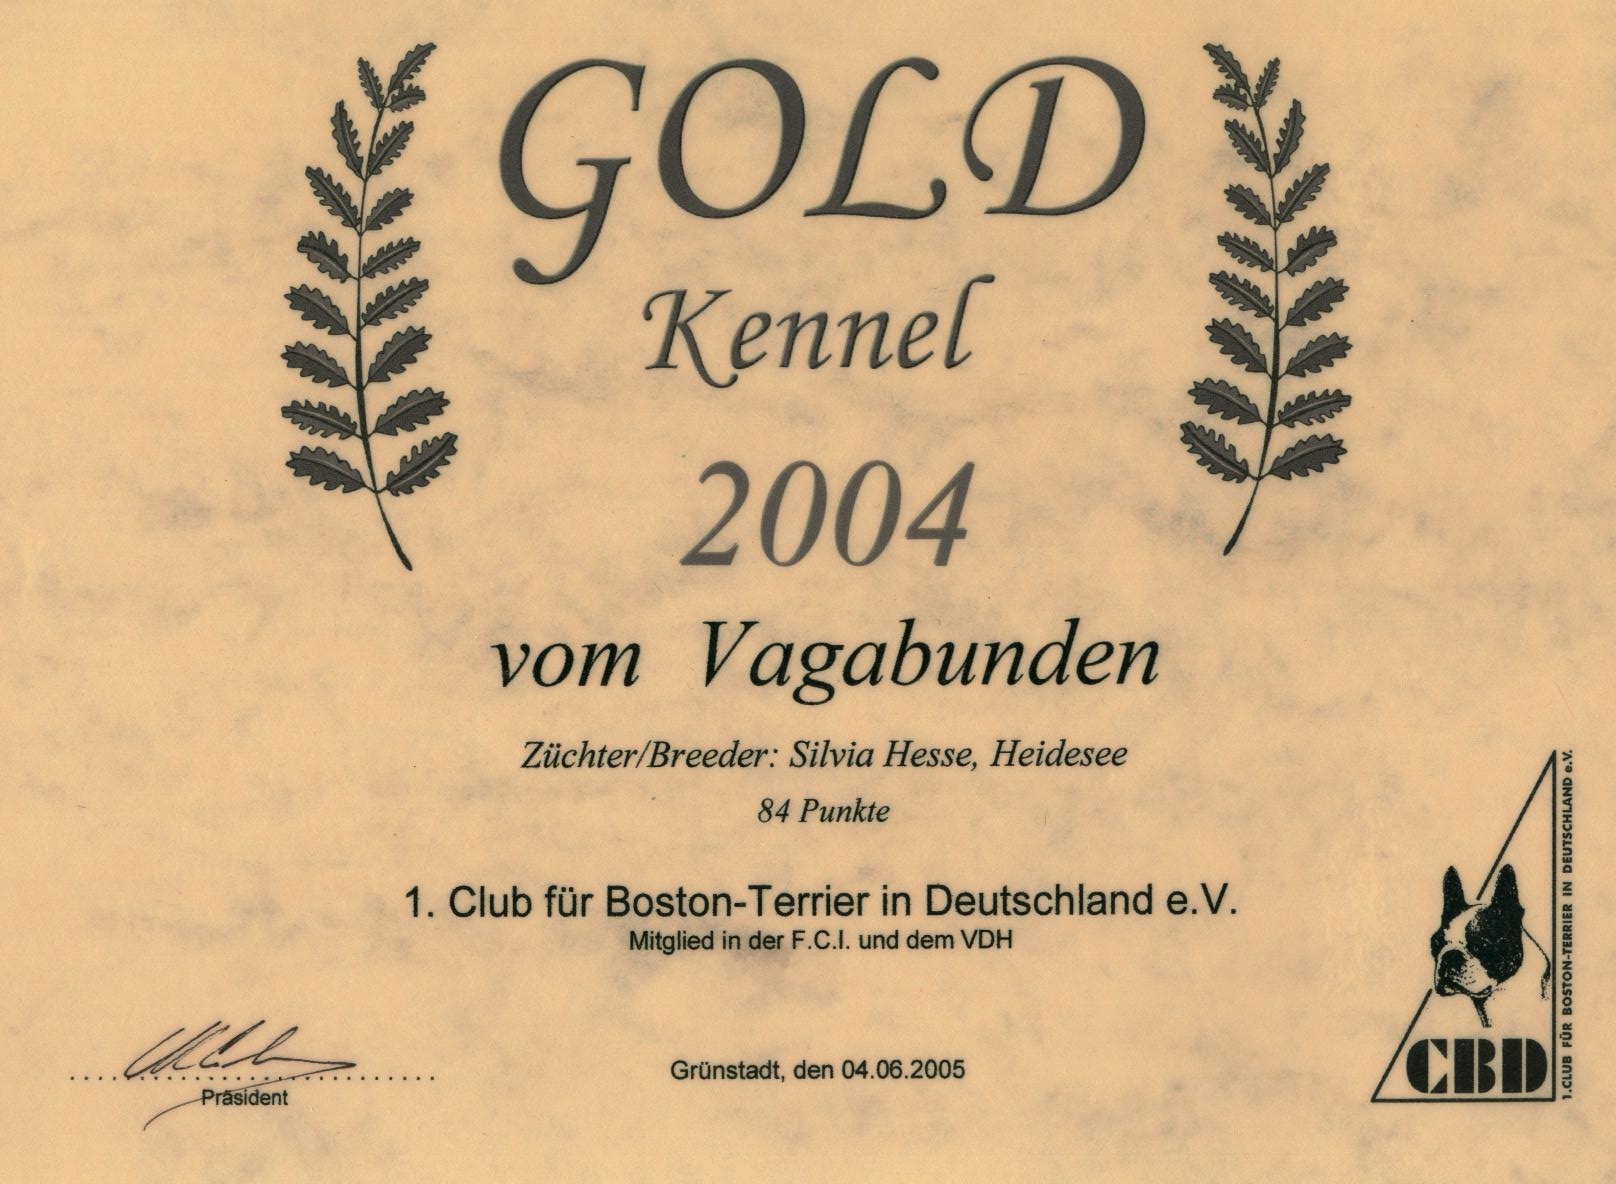 GOLD
Kennel
2004
vom Vagabunden
Züchter/Breeder: Silvia Hesse, Heidesee
84 Punkte
1. Club für Boston-Terrier in Deutschland e.V.
Mitglied in der F.C.I. und dem VDH
Grünstadt, den 04.06.2005
Präsident
CBD
1.CLUB FÜR BOSTON-TERRIER IN DEUTSCHLAND e.V.